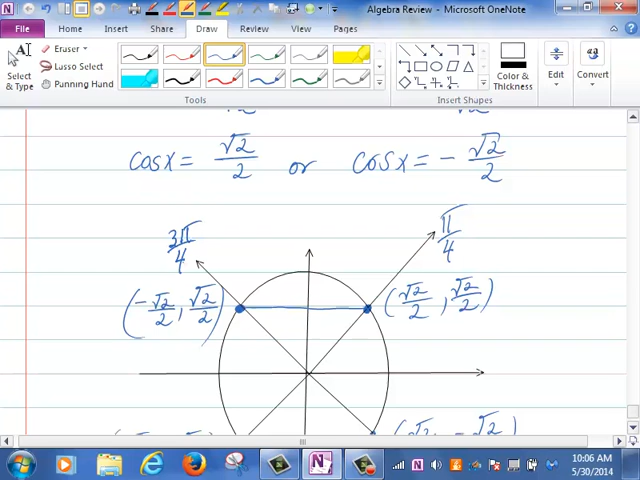 Algebra Review - Microsoft OneNote
File Home Insert Share Draw Review View Pages
Select & Type
Eraser
Lasso Select
Panning Hand
Color & Thickness
Edit
Convert
Tools
Insert Shapes
cosx = √2/2 or cosx = - √2/2
3π/4
π/4
(-√2/2, √2/2)
(√2/2, √2/2)
10:06 AM
5/30/2014